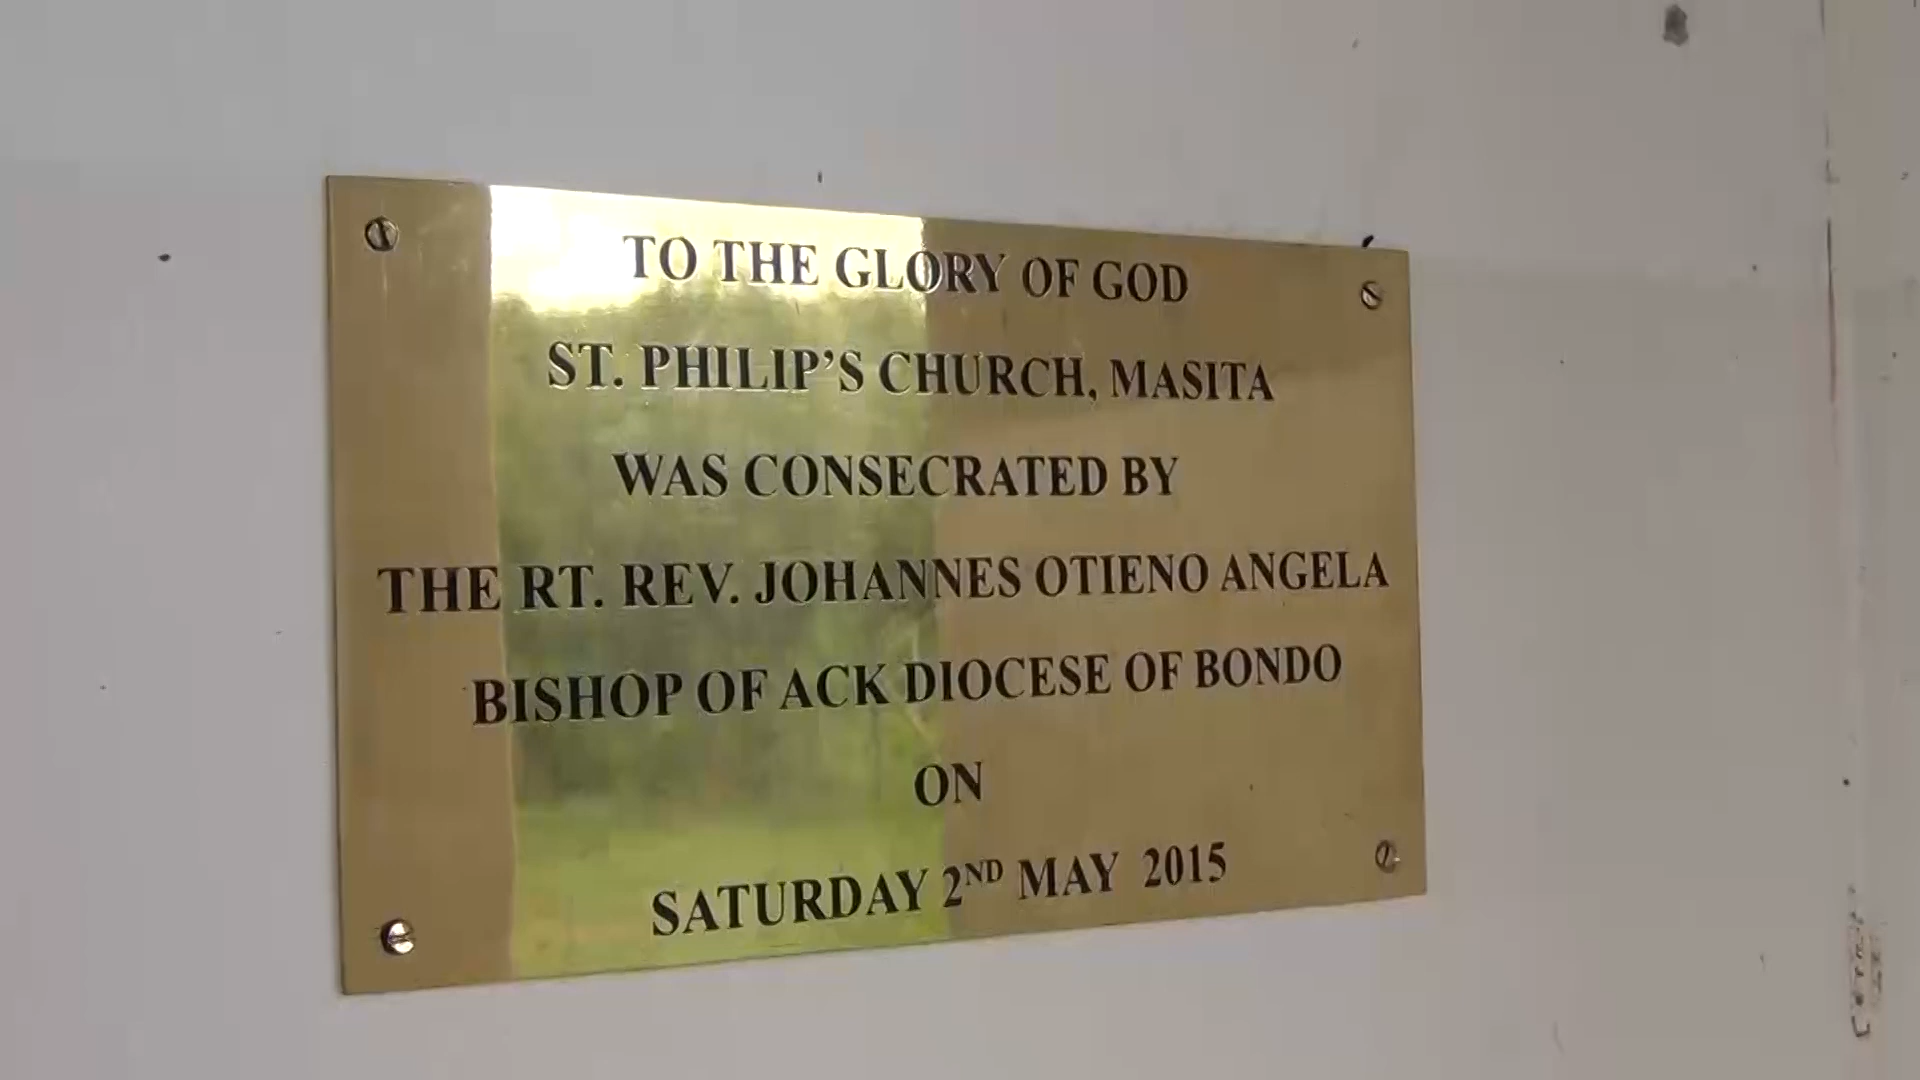 TO THE GLORY OF GOD
ST. PHILIP'S CHURCH, MASITA
WAS CONSECRATED BY
THE RT. REV. JOHANNES OTIENO ANGELA
BISHOP OF ACK DIOCESE OF BONDO
ON
SATURDAY 2ND MAY 2015